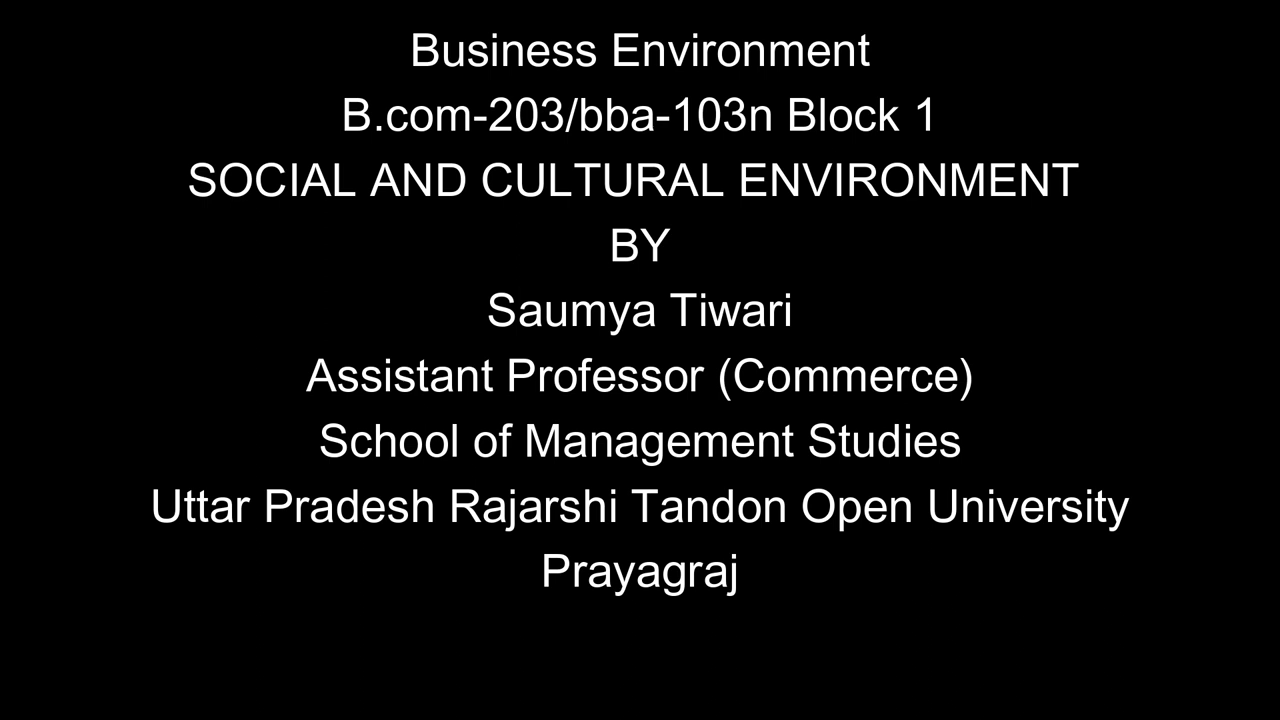 Business Environment
B.com-203/bba-103n Block 1
SOCIAL AND CULTURAL ENVIRONMENT
BY
Saumya Tiwari
Assistant Professor (Commerce)
School of Management Studies
Uttar Pradesh Rajarshi Tandon Open University
Prayagraj